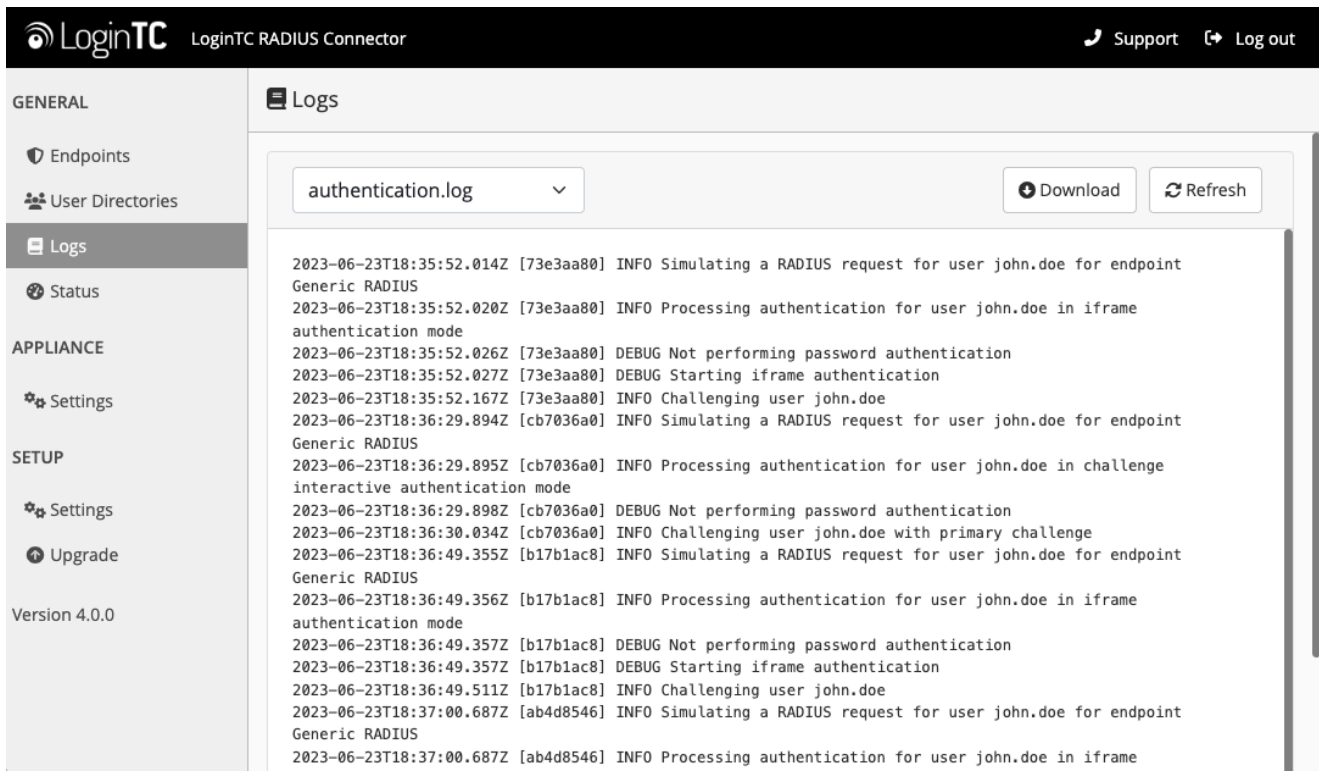 LoginTC LoginTC RADIUS Connector Support Log out
GENERAL
Endpoints
User Directories
Logs
Status
APPLIANCE
Settings
SETUP
Settings
Upgrade
Version 4.0.0
Logs
authentication.log Download Refresh
2023-06-23T18:35:52.014Z [73e3aa80] INFO Simulating a RADIUS request for user john.doe for endpoint
Generic RADIUS
2023-06-23T18:35:52.020Z [73e3aa80] INFO Processing authentication for user john.doe in iframe
authentication mode
2023-06-23T18:35:52.026Z [73e3aa80] DEBUG Not performing password authentication
2023-06-23T18:35:52.027Z [73e3aa80] DEBUG Starting iframe authentication
2023-06-23T18:35:52.167Z [73e3aa80] INFO Challenging user john.doe
2023-06-23T18:36:29.894Z [cb7036a0] INFO Simulating a RADIUS request for user john.doe for endpoint
Generic RADIUS
2023-06-23T18:36:29.895Z [cb7036a0] INFO Processing authentication for user john.doe in challenge
interactive authentication mode
2023-06-23T18:36:29.898Z [cb7036a0] DEBUG Not performing password authentication
2023-06-23T18:36:30.034Z [cb7036a0] INFO Challenging user john.doe with primary challenge
2023-06-23T18:36:49.355Z [b17b1ac8] INFO Simulating a RADIUS request for user john.doe for endpoint
Generic RADIUS
2023-06-23T18:36:49.356Z [b17b1ac8] INFO Processing authentication for user john.doe in iframe
authentication mode
2023-06-23T18:36:49.357Z [b17b1ac8] DEBUG Not performing password authentication
2023-06-23T18:36:49.357Z [b17b1ac8] DEBUG Starting iframe authentication
2023-06-23T18:36:49.511Z [b17b1ac8] INFO Challenging user john.doe
2023-06-23T18:37:00.687Z [ab4d8546] INFO Simulating a RADIUS request for user john.doe for endpoint
Generic RADIUS
2023-06-23T18:37:00.687Z [ab4d8546] INFO Processing authentication for user john.doe in iframe